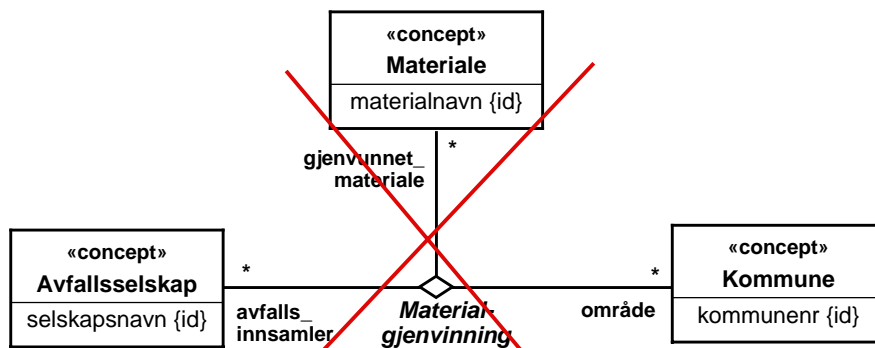 «concept»
Materiale
materialnavn {id}
*
gjenvunnet_
materiale
«concept»
Avfallsselskap
selskapsnavn {id}
*
avfalls_
innsamler
Material-
gjenvinning
*
område
«concept»
Kommune
kommunenr {id}